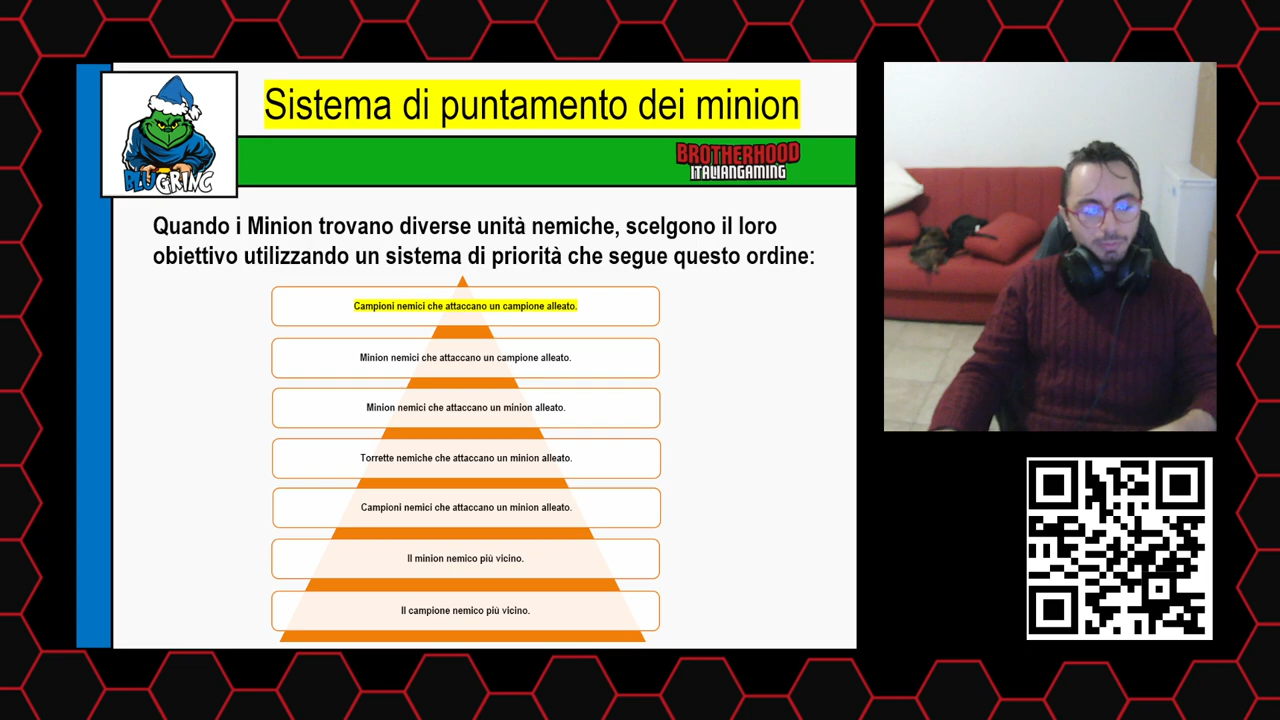 Sistema di puntamento dei minion
BLUGRINC
BROTHERHOOD
ITALIANGAMING
Quando i Minion trovano diverse unità nemiche, scelgono il loro
obiettivo utilizzando un sistema di priorità che segue questo ordine:
Campioni nemici che attaccano un campione alleato.
Minion nemici che attaccano un campione alleato.
Minion nemici che attaccano un minion alleato.
Torrette nemiche che attaccano un minion alleato.
Campioni nemici che attaccano un minion alleato.
Il minion nemico più vicino.
Il campione nemico più vicino.